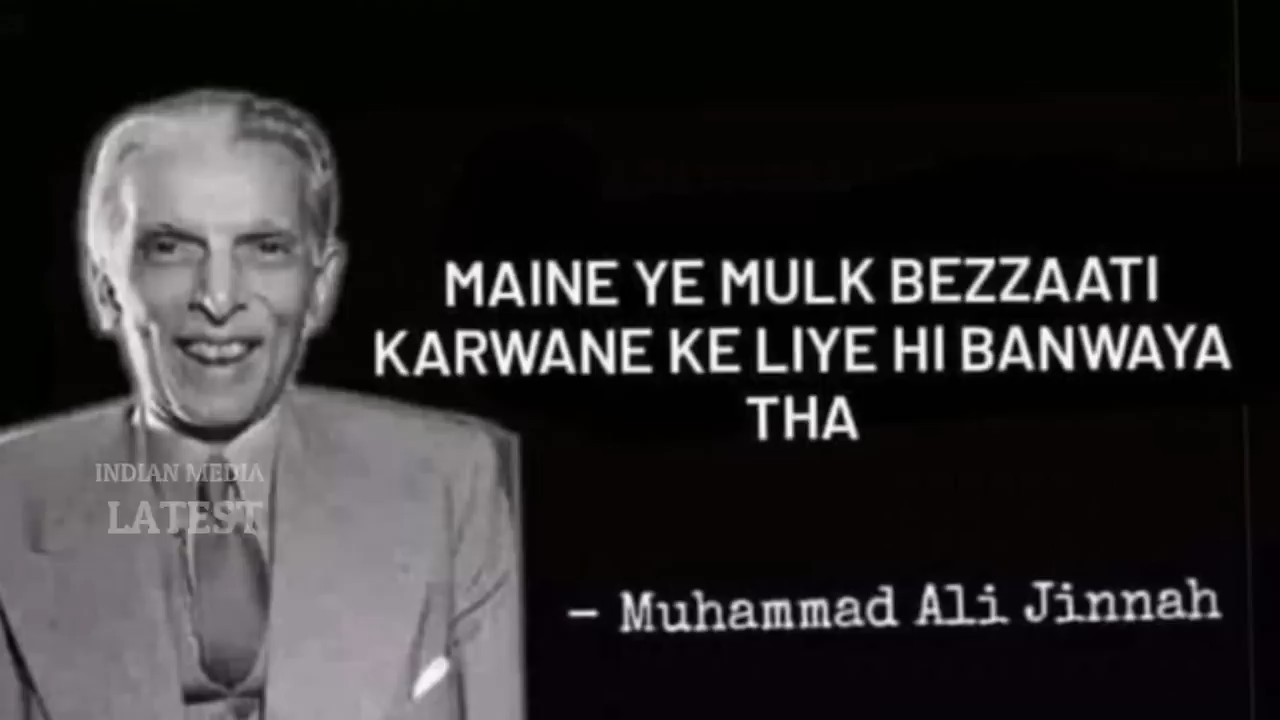 MAINE YE MULK BEZZAATI
KARWANE KE LIYE HI BANWAYA
THA
INDIAN MEDIA
LATEST
– Muhammad Ali Jinnah